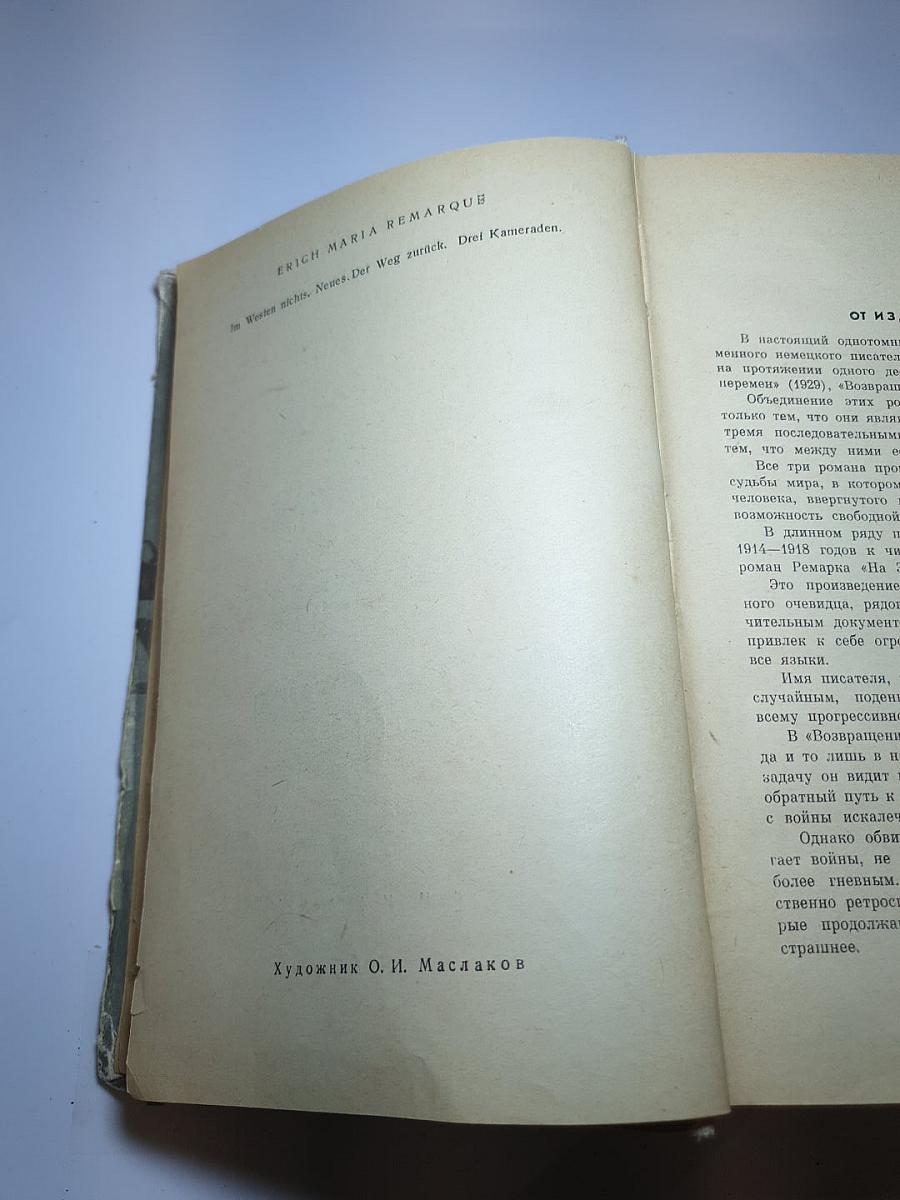 ERICH MARIA REMARQUE
Im Westen nichts. Neues. Der Weg zurück. Drei Kameraden.
Художник О. И. Маслаков
ОТ ИЗ
В настоящий однотомн
менного немецкого писател
на протяжении одного де
перемен» (1929), «Возвращ
Объединение этих ро
только тем, что они явля
тремя последовательным
тем, что между ними е
Все три романа про
судьбы мира, в котором
человека, ввергнутого
возможность свободной
В длинном ряду п
1914—1918 годов к чи
роман Ремарка «На З
Это произведение
ного очевидца, рядо
чительным документ
привлек к себе огро
все языки.
Имя писателя,
случайным, поден
всему прогрессивно
В «Возвращени
да и то лишь в н
задачу он видит
обратный путь к
с войны искалеч
Однако обви
гает войны, не
более гневным.
ственно ретрос
рые продолжа
страшнее.